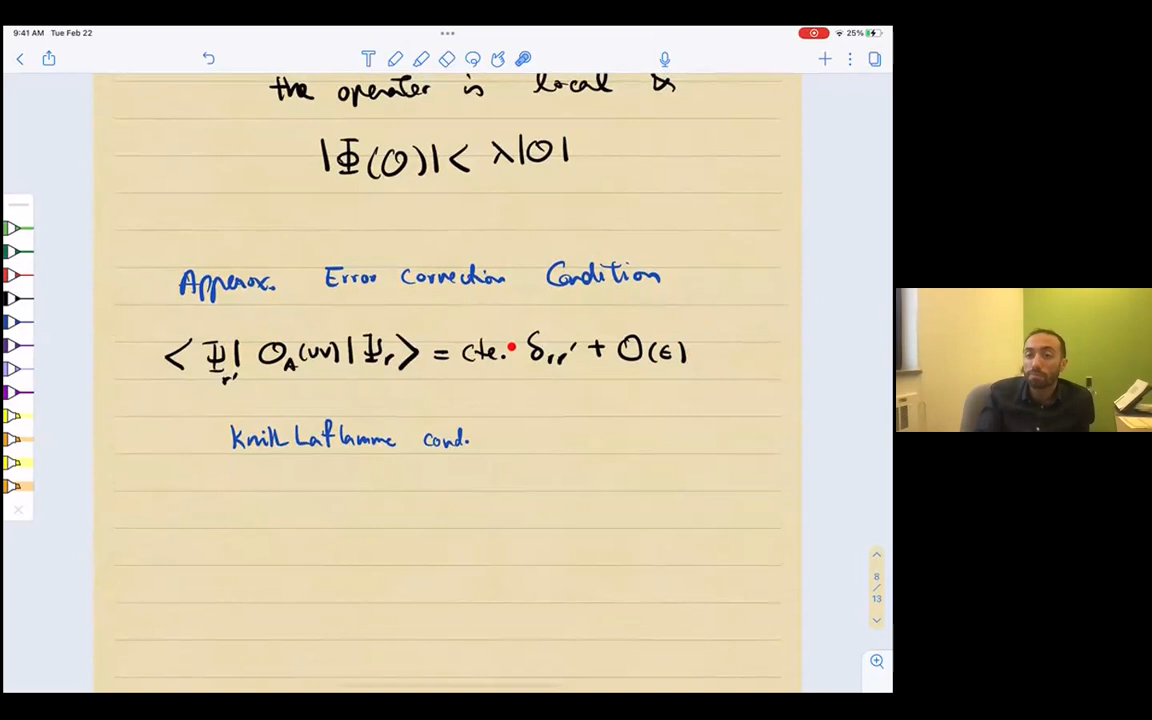 9:41 AM Tue Feb 22
25%
T
the operator is local &
|Φ(O)| < λ|O|
Approx. Error Correction Condition
<Ψr'| O_A(UV) |Ψr> = cte. δrr' + O(ϵ)
Knill Laflamme cond.
8
/
13